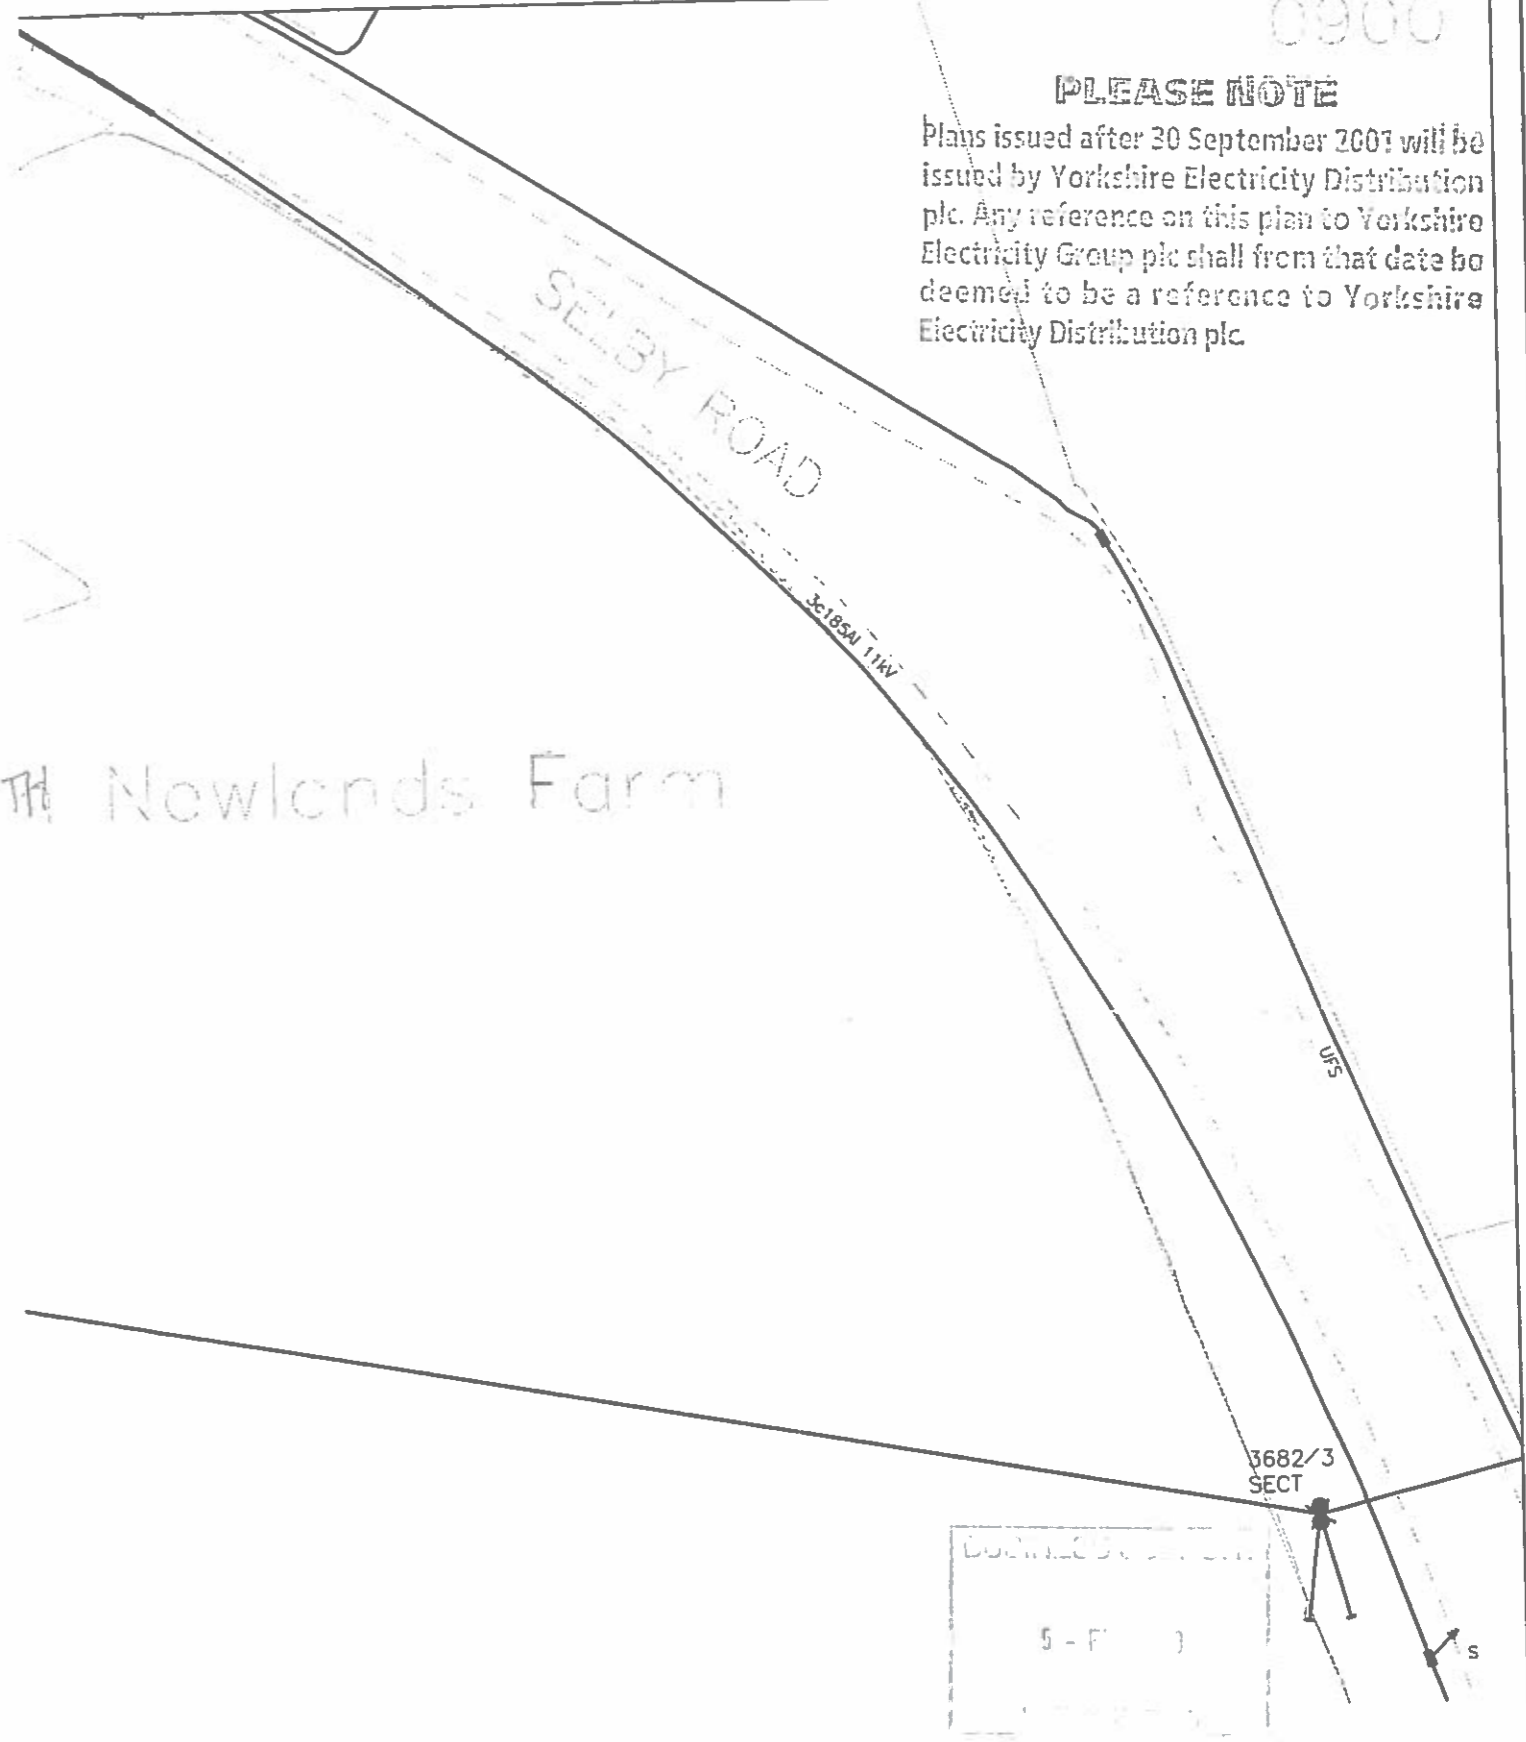 0900
PLEASE NOTE
Plans issued after 30 September 2001 will be
issued by Yorkshire Electricity Distribution
plc. Any reference on this plan to Yorkshire
Electricity Group plc shall from that date be
deemed to be a reference to Yorkshire
Electricity Distribution plc.
SELBY ROAD
3c185Al 11kV
Newlands Farm
UFS
3682/3
SECT
S